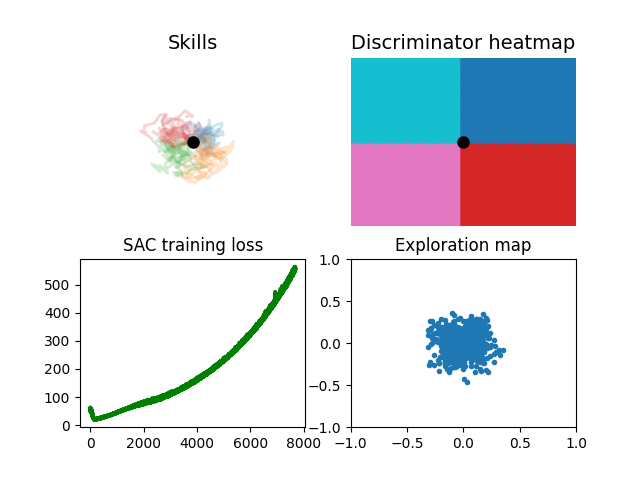 Skills
Discriminator heatmap
SAC training loss
500
400
300
200
100
0
0 2000 4000 6000 8000
Exploration map
1.0
0.5
0.0
−0.5
−1.0
−1.0 −0.5 0.0 0.5 1.0